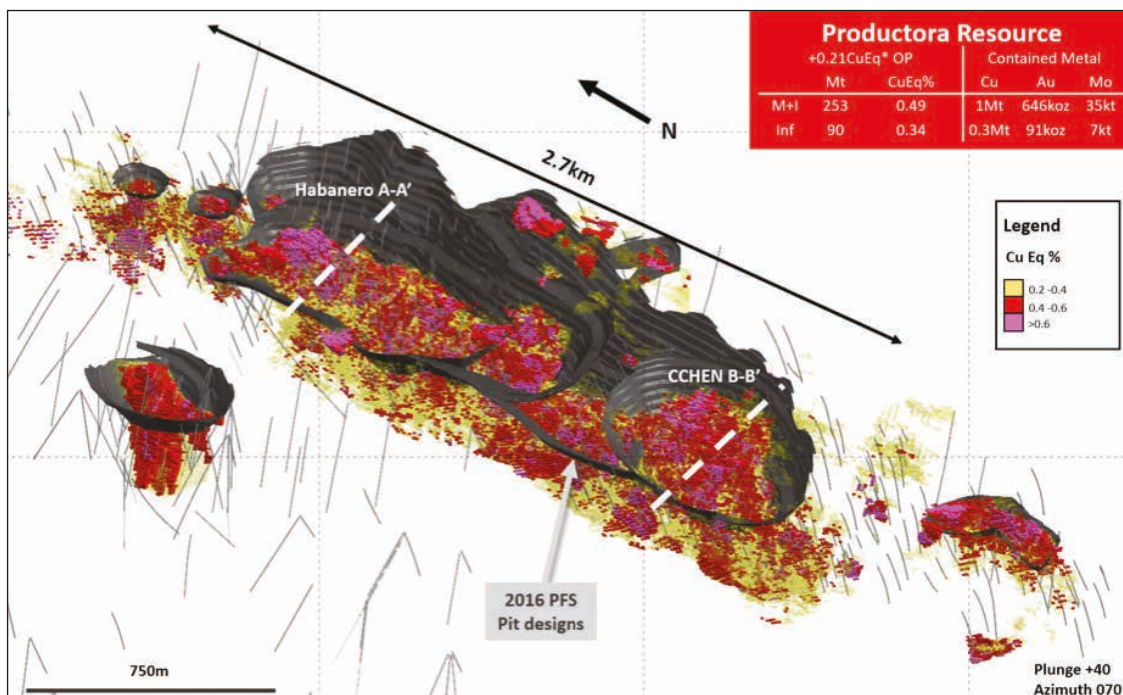 Productora Resource
+0.21CuEq* OP Contained Metal
Mt CuEq% Cu Au Mo
M+I 253 0.49 1Mt 646koz 35kt
Inf 90 0.34 0.3Mt 91koz 7kt
N
2.7km
Habanero A-A'
CCHEN B-B'
Legend
Cu Eq %
0.2 -0.4
0.4 -0.6
>0.6
2016 PFS
Pit designs
750m
Plunge +40
Azimuth 070